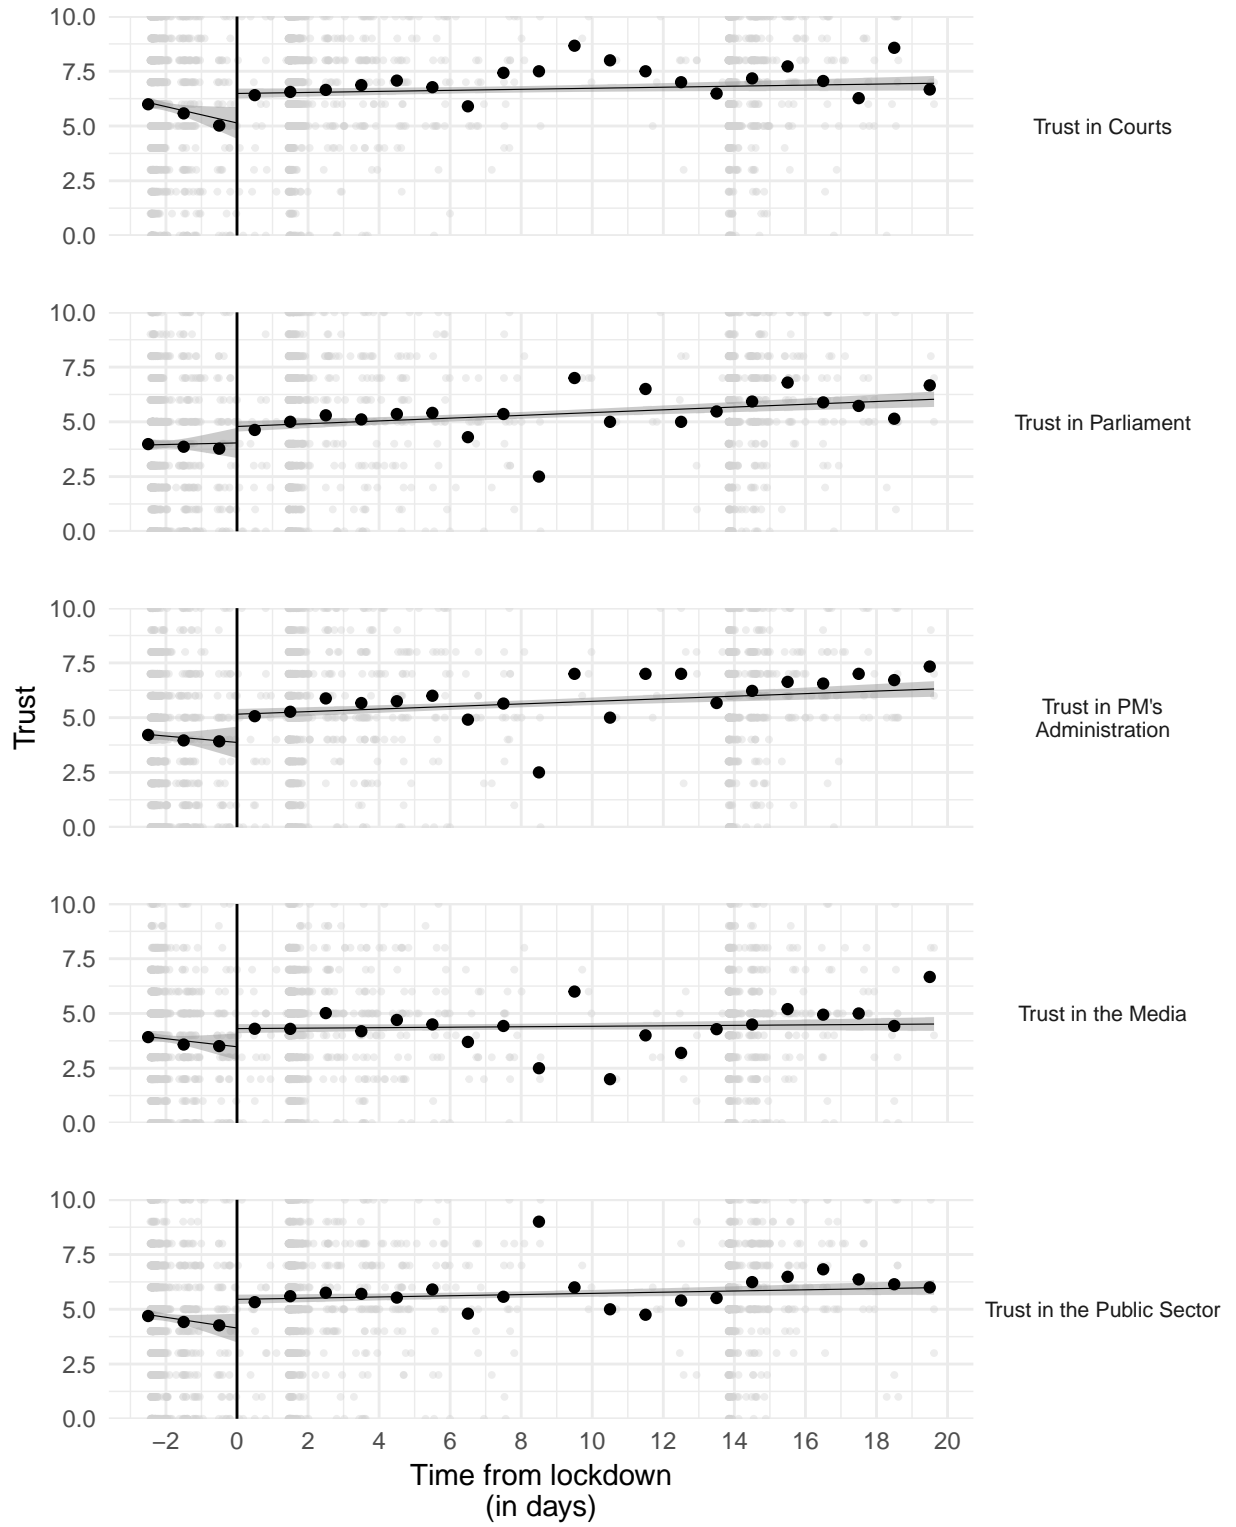 10.0
7.5
5.0
2.5
0.0
Trust in Courts
10.0
7.5
5.0
2.5
0.0
Trust in Parliament
10.0
7.5
5.0
2.5
0.0
Trust in PM's
Administration
10.0
7.5
5.0
2.5
0.0
Trust in the Media
10.0
7.5
5.0
2.5
0.0
Trust in the Public Sector
Trust
−2 0 2 4 6 8 10 12 14 16 18 20
Time from lockdown
(in days)